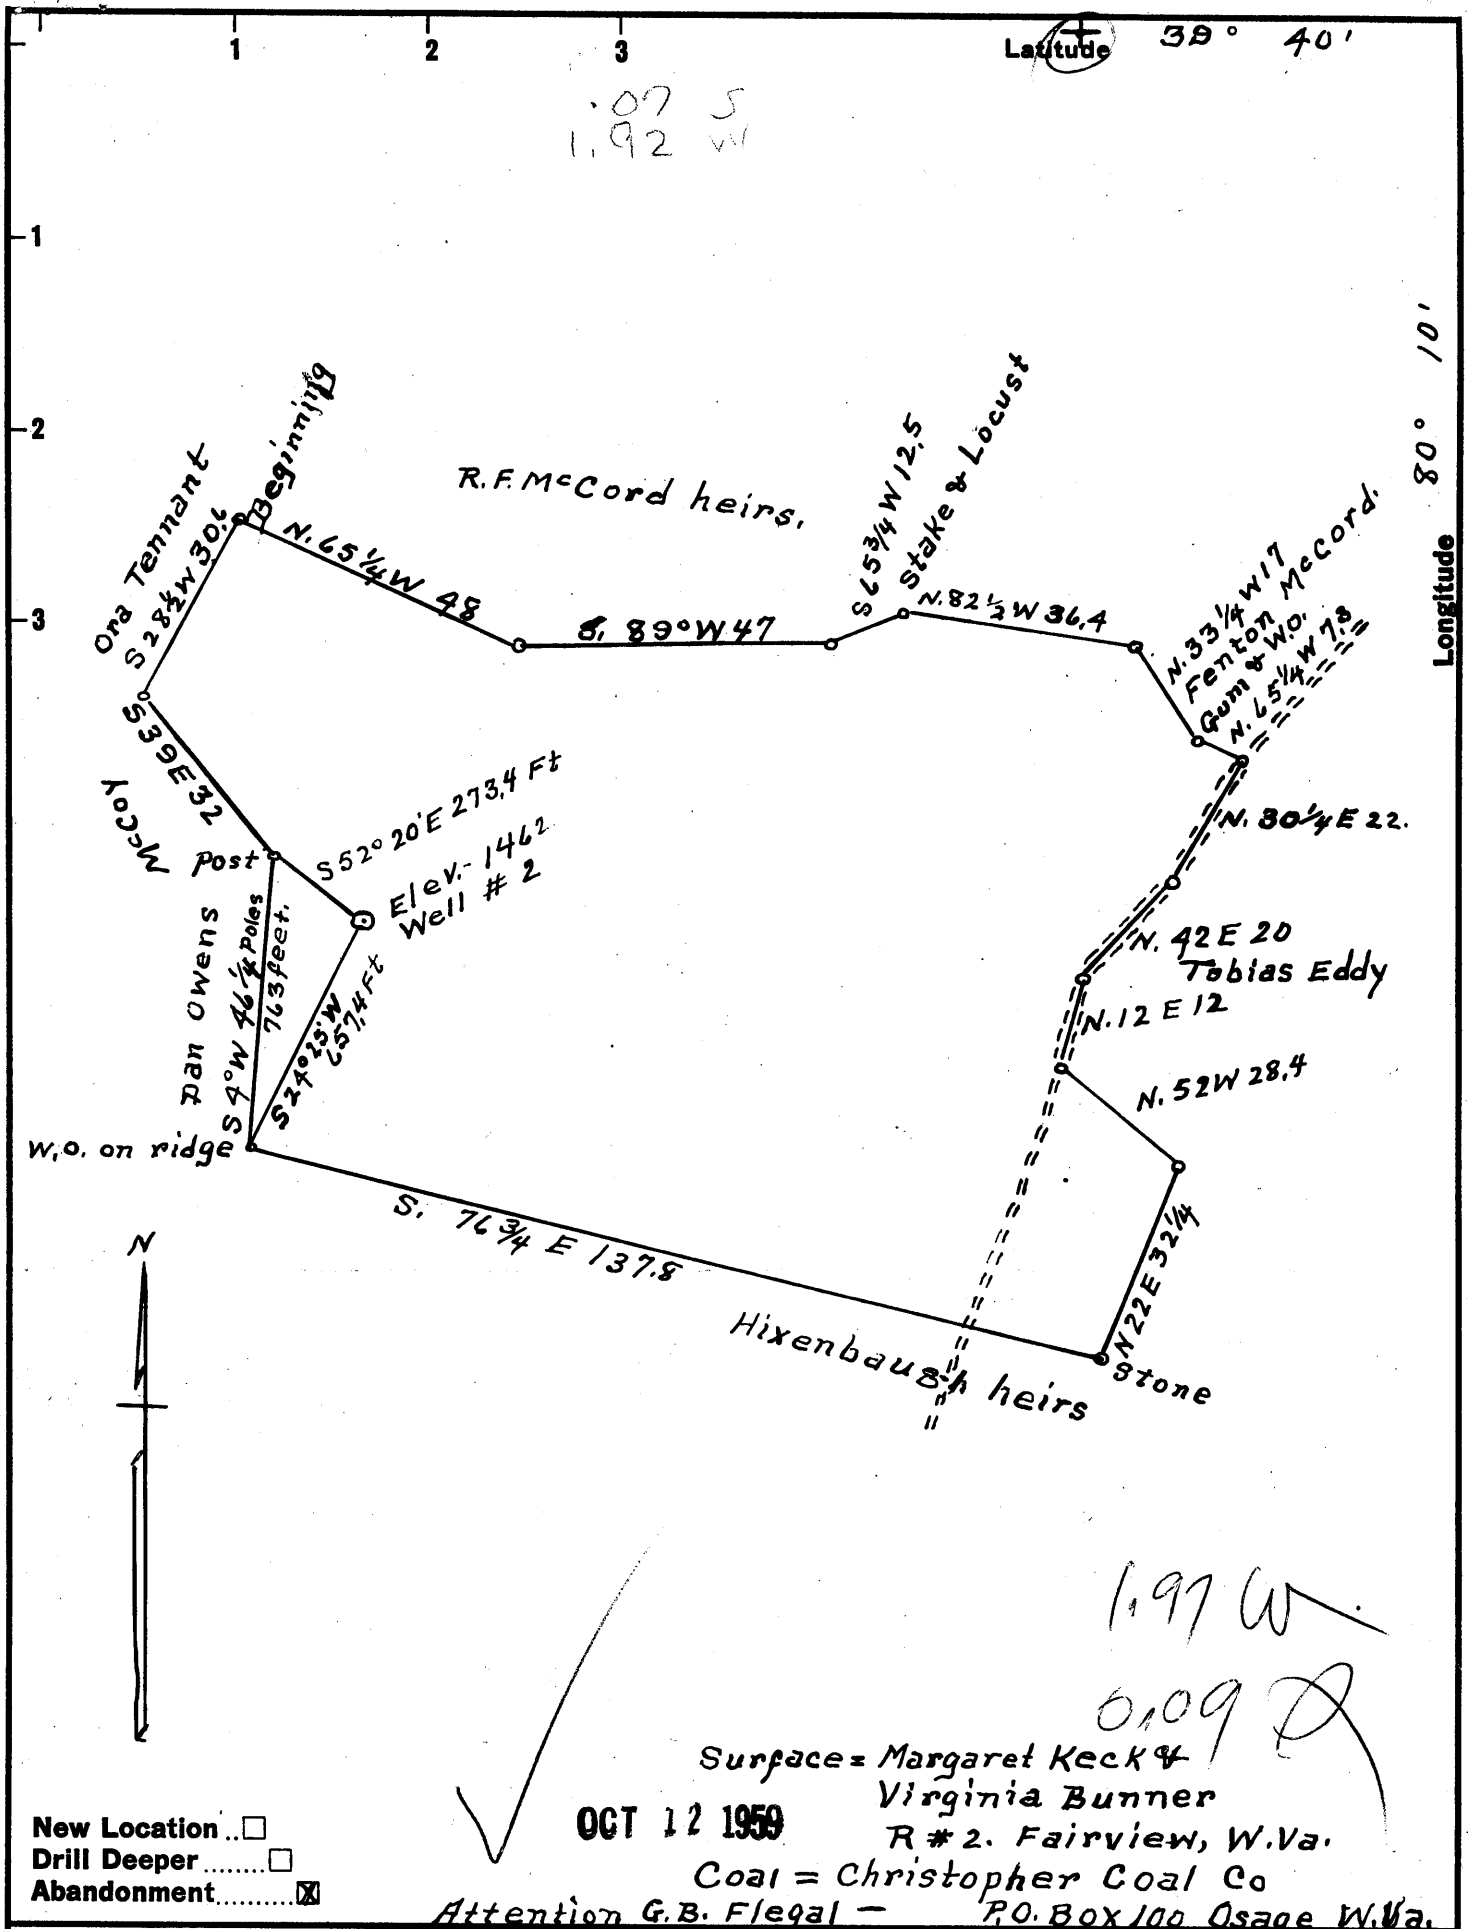 1 2 3 Latitude 39° 40'
.07 S
1.92 W
1
2
3
80° 10'
Longitude
Beginning
Ora Tennant
S 28½ W 30.6
N. 65¼ W 48
R.F. McCord heirs.
S. 89° W 47
S 65¾ W 12.5
Stake & Locust
N. 82½ W 36.4
N. 33¼ W 17
Fenton McCord.
Gum & W.O.
N. 65¼ W 7.8
S 39 E 32
McCoy
Post
S 52° 20' E 273.4 Ft
Elev.- 1462
Well # 2
N. 30¼ E 22.
Dan Owens
S 4° W 46¼ Poles
763 feet.
S 24° 25' W
657.4 Ft
N. 42 E 20
Tobias Eddy
N. 12 E 12
N. 52 W 28.4
W.O. on ridge
S. 76¾ E 137.8
N 22 E 32¼
Hixenbaugh heirs
Stone
N
1.97 W
0.09
Surface = Margaret Keck &
Virginia Bunner
R # 2. Fairview, W.Va.
OCT 12 1959
Coal = Christopher Coal Co
Attention G.B. Flegal — P.O. Box 100 Osage W.Va.
New Location ..☐
Drill Deeper ........☐
Abandonment..........☒